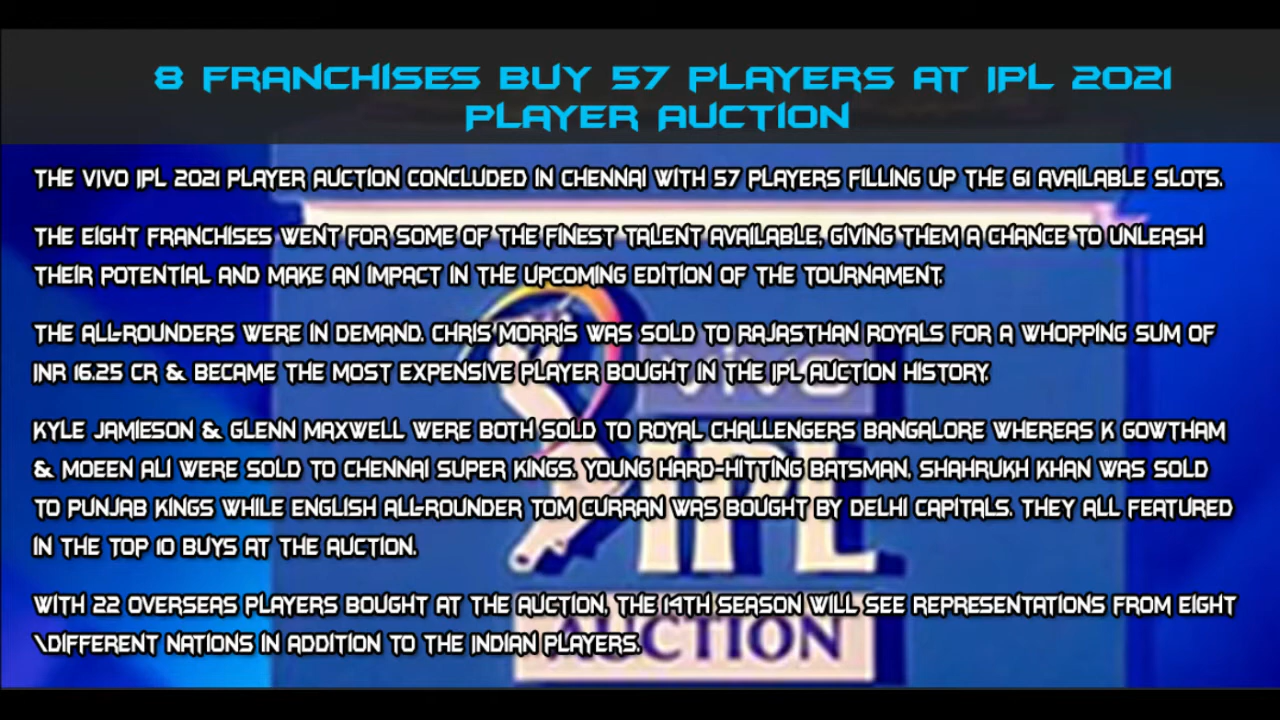 8 FRANCHISES BUY 57 PLAYERS AT IPL 2021
PLAYER AUCTION
THE VIVO IPL 2021 PLAYER AUCTION CONCLUDED IN CHENNAI WITH 57 PLAYERS FILLING UP THE 61 AVAILABLE SLOTS.
THE EIGHT FRANCHISES WENT FOR SOME OF THE FINEST TALENT AVAILABLE, GIVING THEM A CHANCE TO UNLEASH
THEIR POTENTIAL AND MAKE AN IMPACT IN THE UPCOMING EDITION OF THE TOURNAMENT.
THE ALL-ROUNDERS WERE IN DEMAND. CHRIS MORRIS WAS SOLD TO RAJASTHAN ROYALS FOR A WHOPPING SUM OF
INR 16.25 CR & BECAME THE MOST EXPENSIVE PLAYER BOUGHT IN THE IPL AUCTION HISTORY.
KYLE JAMIESON & GLENN MAXWELL WERE BOTH SOLD TO ROYAL CHALLENGERS BANGALORE WHEREAS K GOWTHAM
& MOEEN ALI WERE SOLD TO CHENNAI SUPER KINGS. YOUNG HARD-HITTING BATSMAN, SHAHRUKH KHAN WAS SOLD
TO PUNJAB KINGS WHILE ENGLISH ALL-ROUNDER TOM CURRAN WAS BOUGHT BY DELHI CAPITALS. THEY ALL FEATURED
IN THE TOP 10 BUYS AT THE AUCTION.
WITH 22 OVERSEAS PLAYERS BOUGHT AT THE AUCTION, THE 14TH SEASON WILL SEE REPRESENTATIONS FROM EIGHT
\DIFFERENT NATIONS IN ADDITION TO THE INDIAN PLAYERS.
vivo
IPL
AUCTION